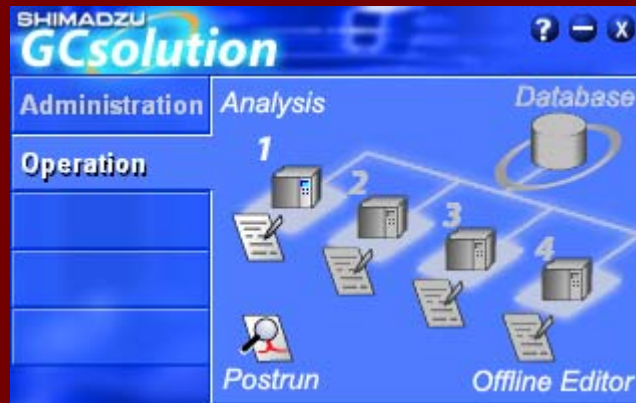 SHIMADZU
GCsolution
? – x
Administration
Operation
Analysis
Database
1
2
3
4
Postrun
Offline Editor